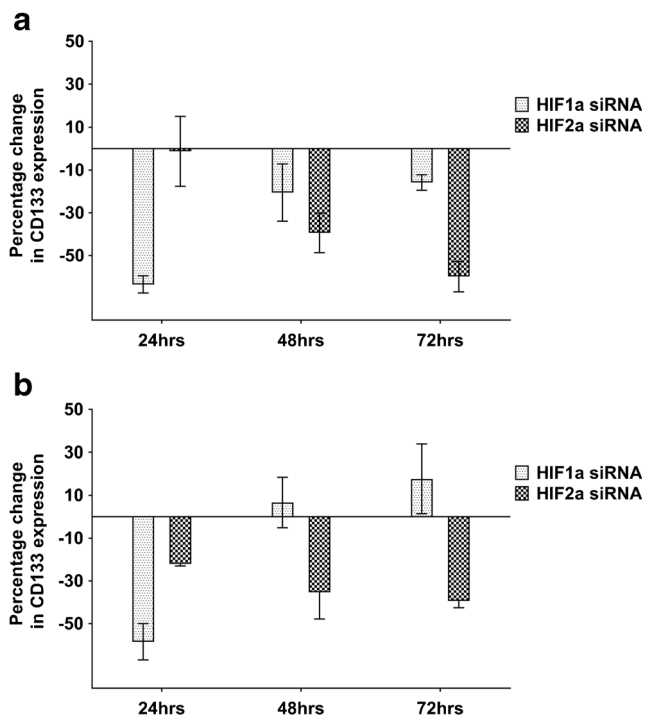 a
50
30
10
-10
-30
-50
Percentage change
in CD133 expression
HIF1a siRNA
HIF2a siRNA
24hrs
48hrs
72hrs
b
50
30
10
-10
-30
-50
Percentage change
in CD133 expression
HIF1a siRNA
HIF2a siRNA
24hrs
48hrs
72hrs